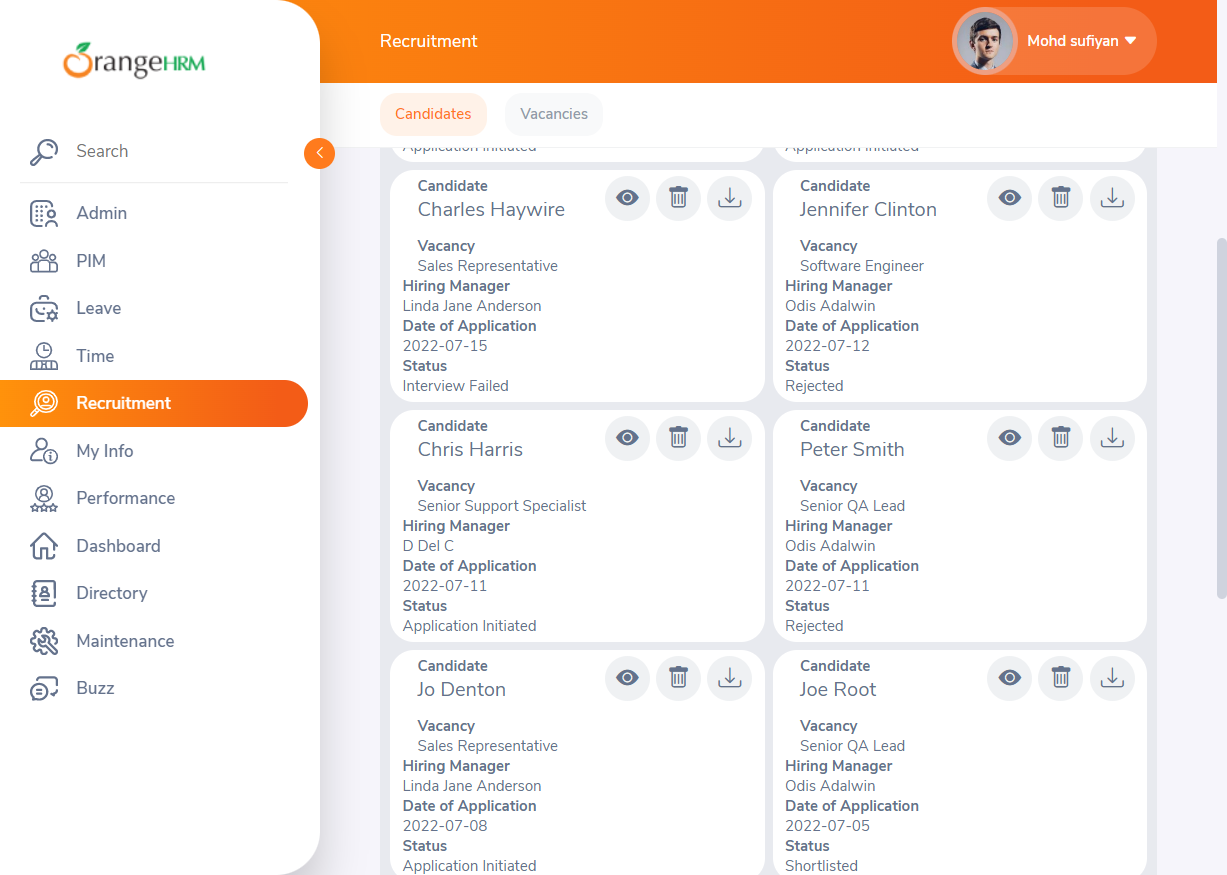 OrangeHRM
Search
Admin
PIM
Leave
Time
Recruitment
My Info
Performance
Dashboard
Directory
Maintenance
Buzz
Recruitment
Mohd sufiyan
Candidates
Vacancies
Application Initiated
Application Initiated
Candidate
Charles Haywire
Vacancy
Sales Representative
Hiring Manager
Linda Jane Anderson
Date of Application
2022-07-15
Status
Interview Failed
Candidate
Jennifer Clinton
Vacancy
Software Engineer
Hiring Manager
Odis Adalwin
Date of Application
2022-07-12
Status
Rejected
Candidate
Chris Harris
Vacancy
Senior Support Specialist
Hiring Manager
D Del C
Date of Application
2022-07-11
Status
Application Initiated
Candidate
Peter Smith
Vacancy
Senior QA Lead
Hiring Manager
Odis Adalwin
Date of Application
2022-07-11
Status
Rejected
Candidate
Jo Denton
Vacancy
Sales Representative
Hiring Manager
Linda Jane Anderson
Date of Application
2022-07-08
Status
Application Initiated
Candidate
Joe Root
Vacancy
Senior QA Lead
Hiring Manager
Odis Adalwin
Date of Application
2022-07-05
Status
Shortlisted